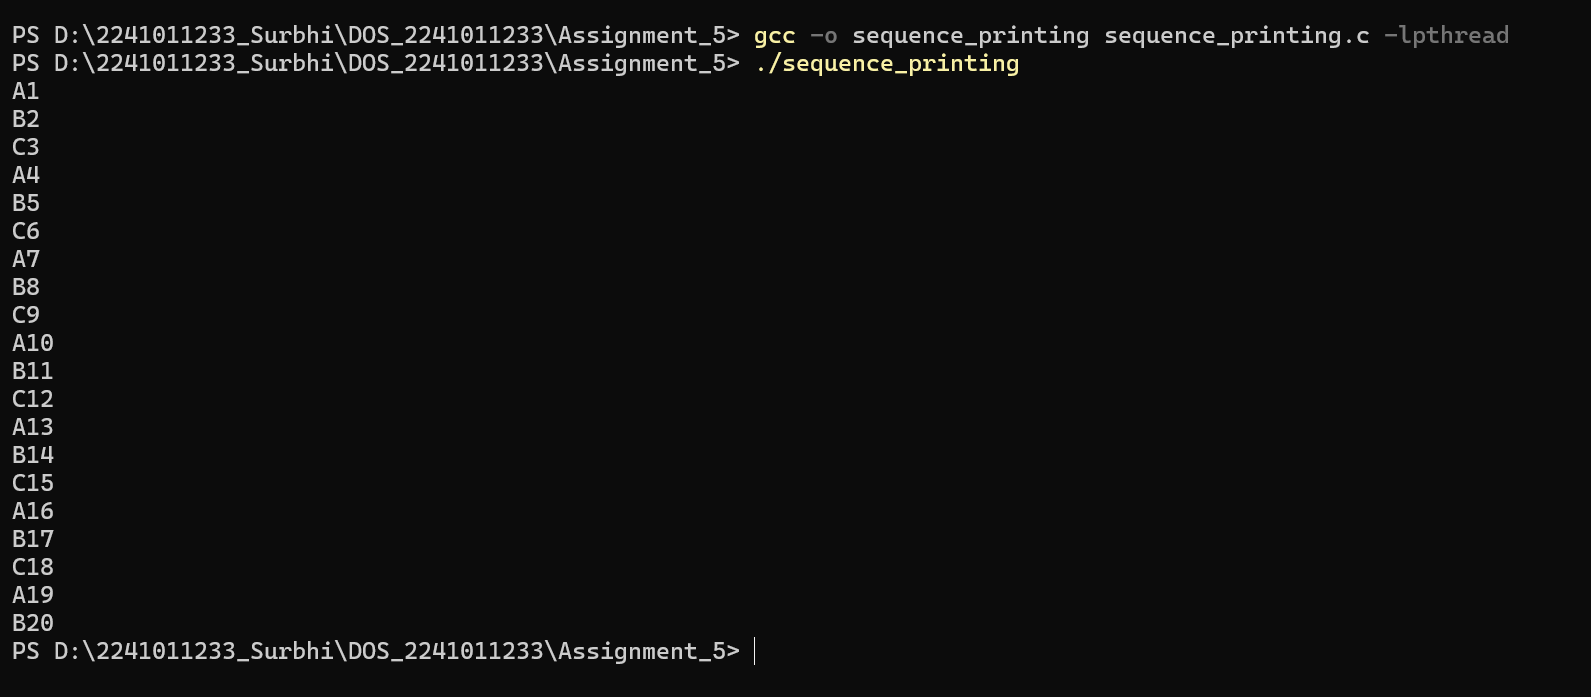 PS D:\2241011233_Surbhi\DOS_2241011233\Assignment_5> gcc -o sequence_printing sequence_printing.c -lpthread
PS D:\2241011233_Surbhi\DOS_2241011233\Assignment_5> ./sequence_printing
A1
B2
C3
A4
B5
C6
A7
B8
C9
A10
B11
C12
A13
B14
C15
A16
B17
C18
A19
B20
PS D:\2241011233_Surbhi\DOS_2241011233\Assignment_5>